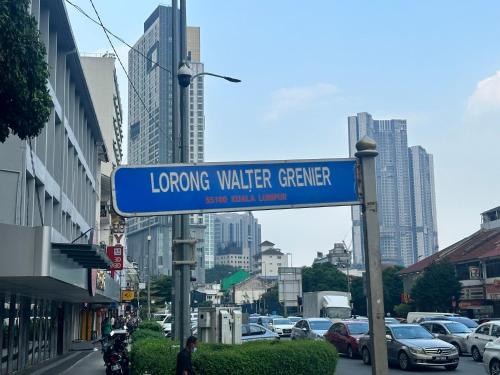 LORONG WALTER GRENIER
55100 KUALA LUMPUR